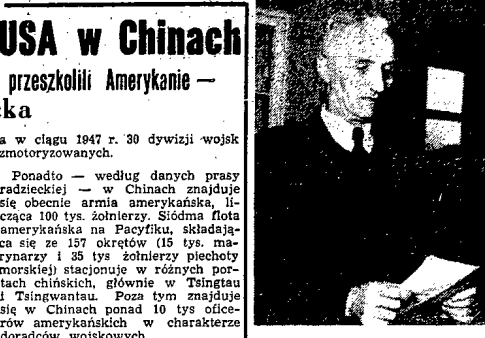 USA w Chinach
przeszkolili Amerykanie —
cka
a w ciągu 1947 r. 30 dywizji wojsk
zmotoryzowanych.
Ponadto — według danych prasy
radzieckiej — w Chinach znajduje
się obecnie armia amerykańska, li-
cząca 100 tys. żołnierzy. Siódma flota
amerykańska na Pacyfiku, składają-
ca się ze 157 okrętów (15 tys. ma-
rynarzy i 35 tys żołnierzy piechoty
morskiej) stacjonuje w różnych por-
tach chińskich, głównie w Tsingtau
i Tsingwantau. Poza tym znajduje
się w Chinach ponad 10 tys ofice-
rów amerykańskich w charakterze
doradców wojskowych